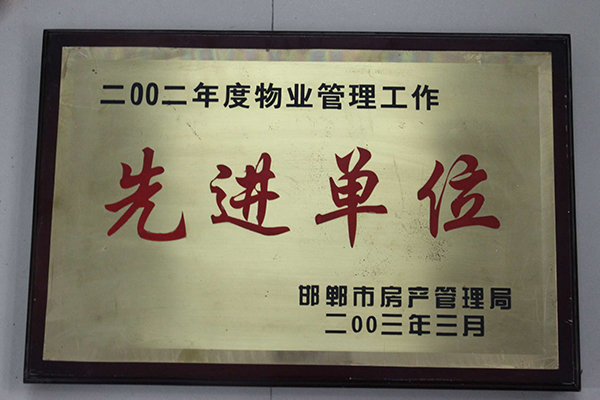 二00二年度物业管理工作
先进单位
邯郸市房产管理局
二00三年三月